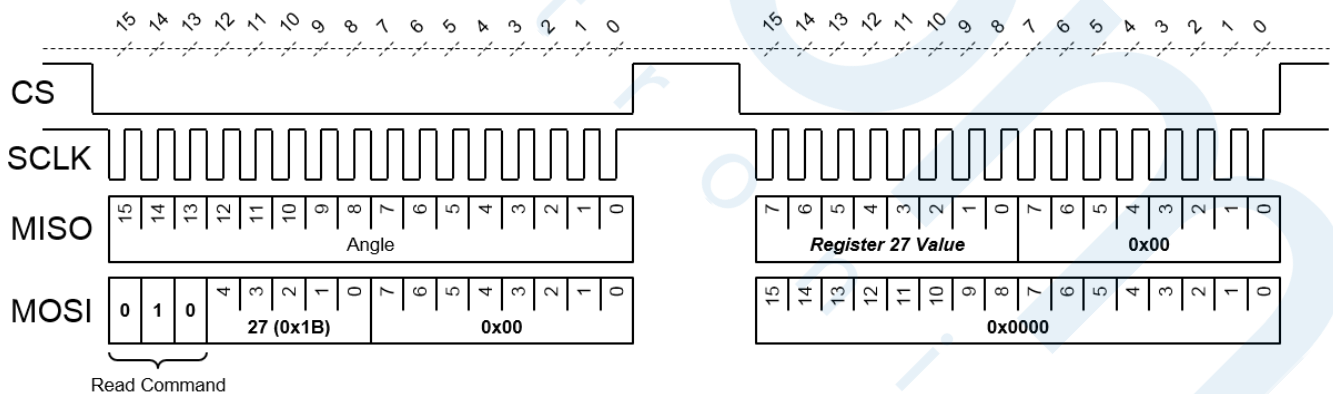 15 14 13 12 11 10 9 8 7 6 5 4 3 2 1 0 15 14 13 12 11 10 9 8 7 6 5 4 3 2 1 0
CS
SCLK
MISO 15 14 13 12 11 10 9 8 7 6 5 4 3 2 1 0 7 6 5 4 3 2 1 0 7 6 5 4 3 2 1 0
Angle Register 27 Value 0x00
MOSI 0 1 0 4 3 2 1 0 7 6 5 4 3 2 1 0 15 14 13 12 11 10 9 8 7 6 5 4 3 2 1 0
27 (0x1B) 0x00 0x0000
Read Command